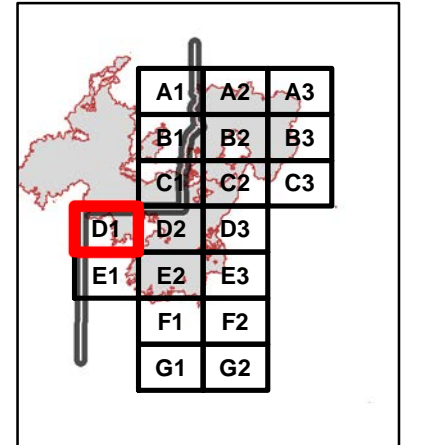 A1 A2 A3
B1 B2 B3
C1 C2 C3
D1 D2 D3
E1 E2 E3
F1 F2
G1 G2